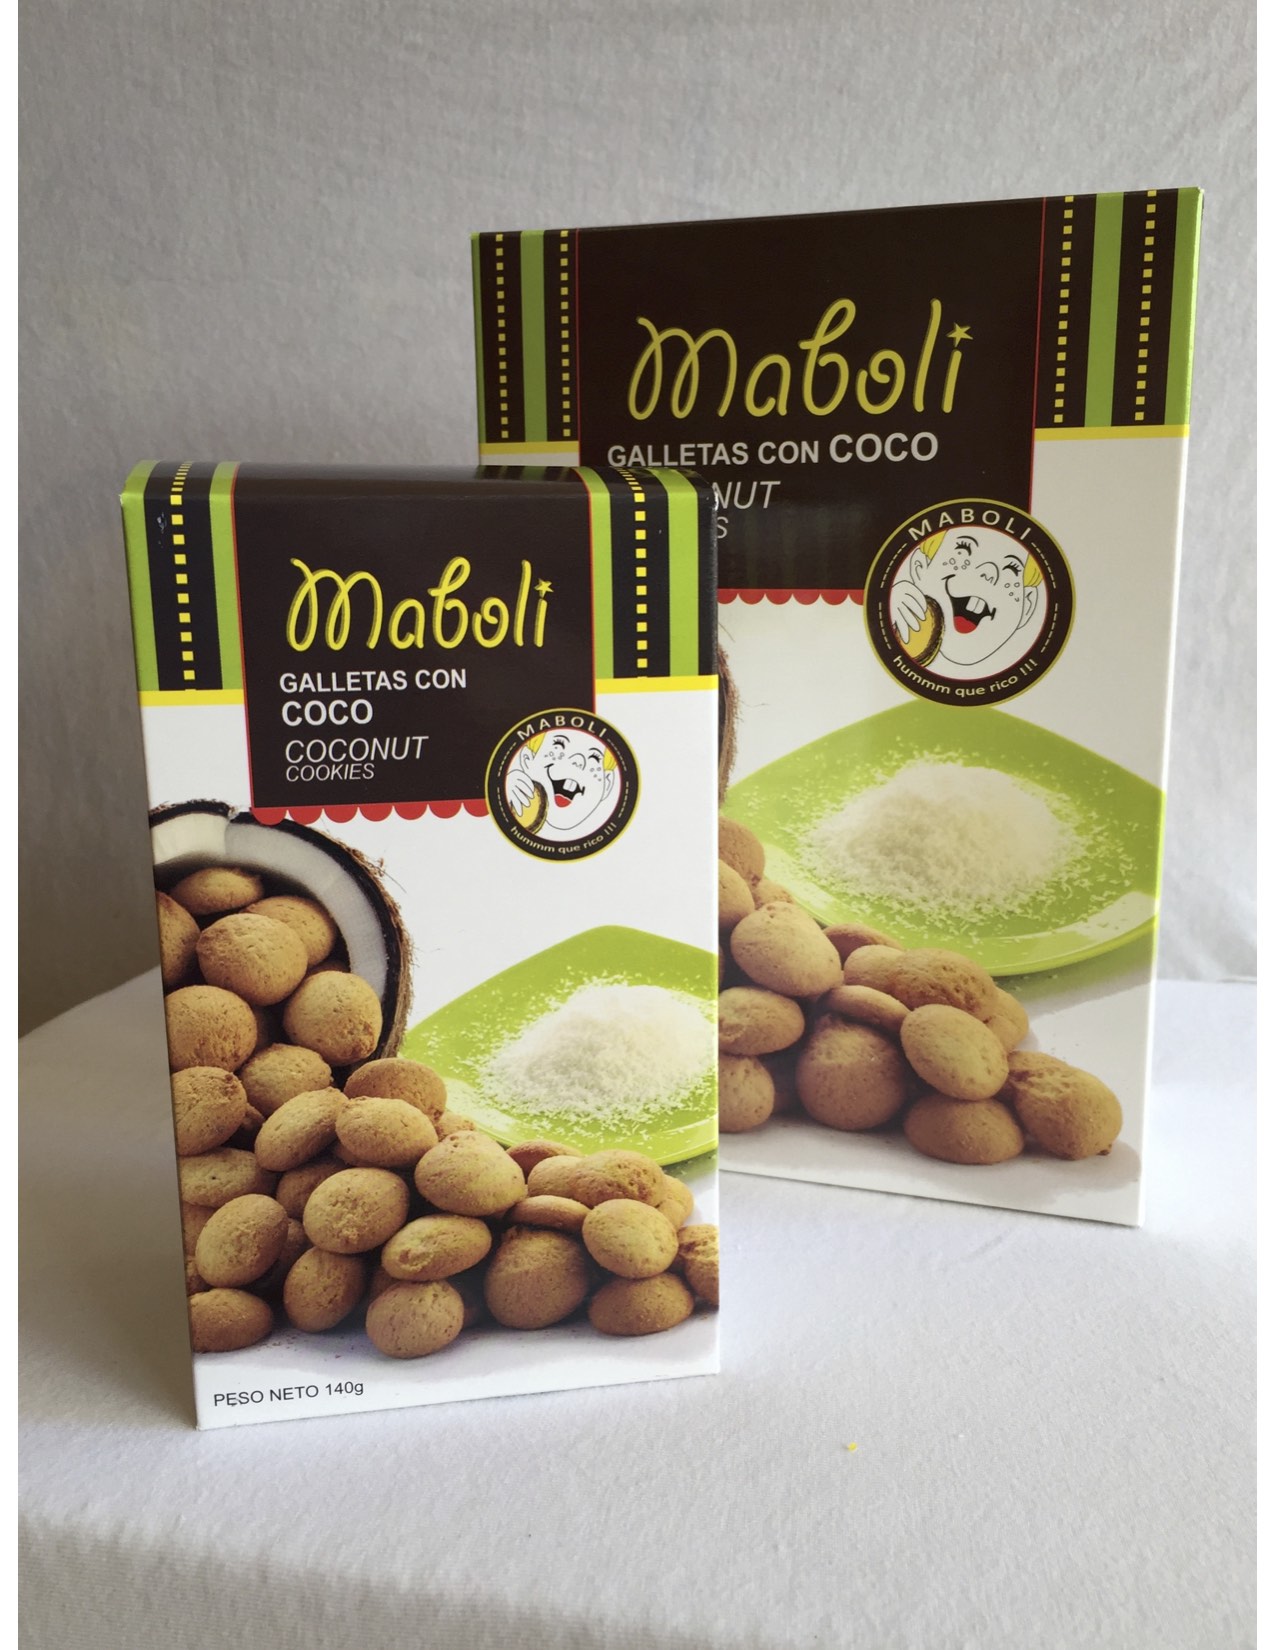 Maboli
GALLETAS CON COCO
NUT
S
MABOLI
hummm que rico !!!
Maboli
GALLETAS CON
COCO
COCONUT
COOKIES
MABOLI
hummm que rico !!!
PESO NETO 140g